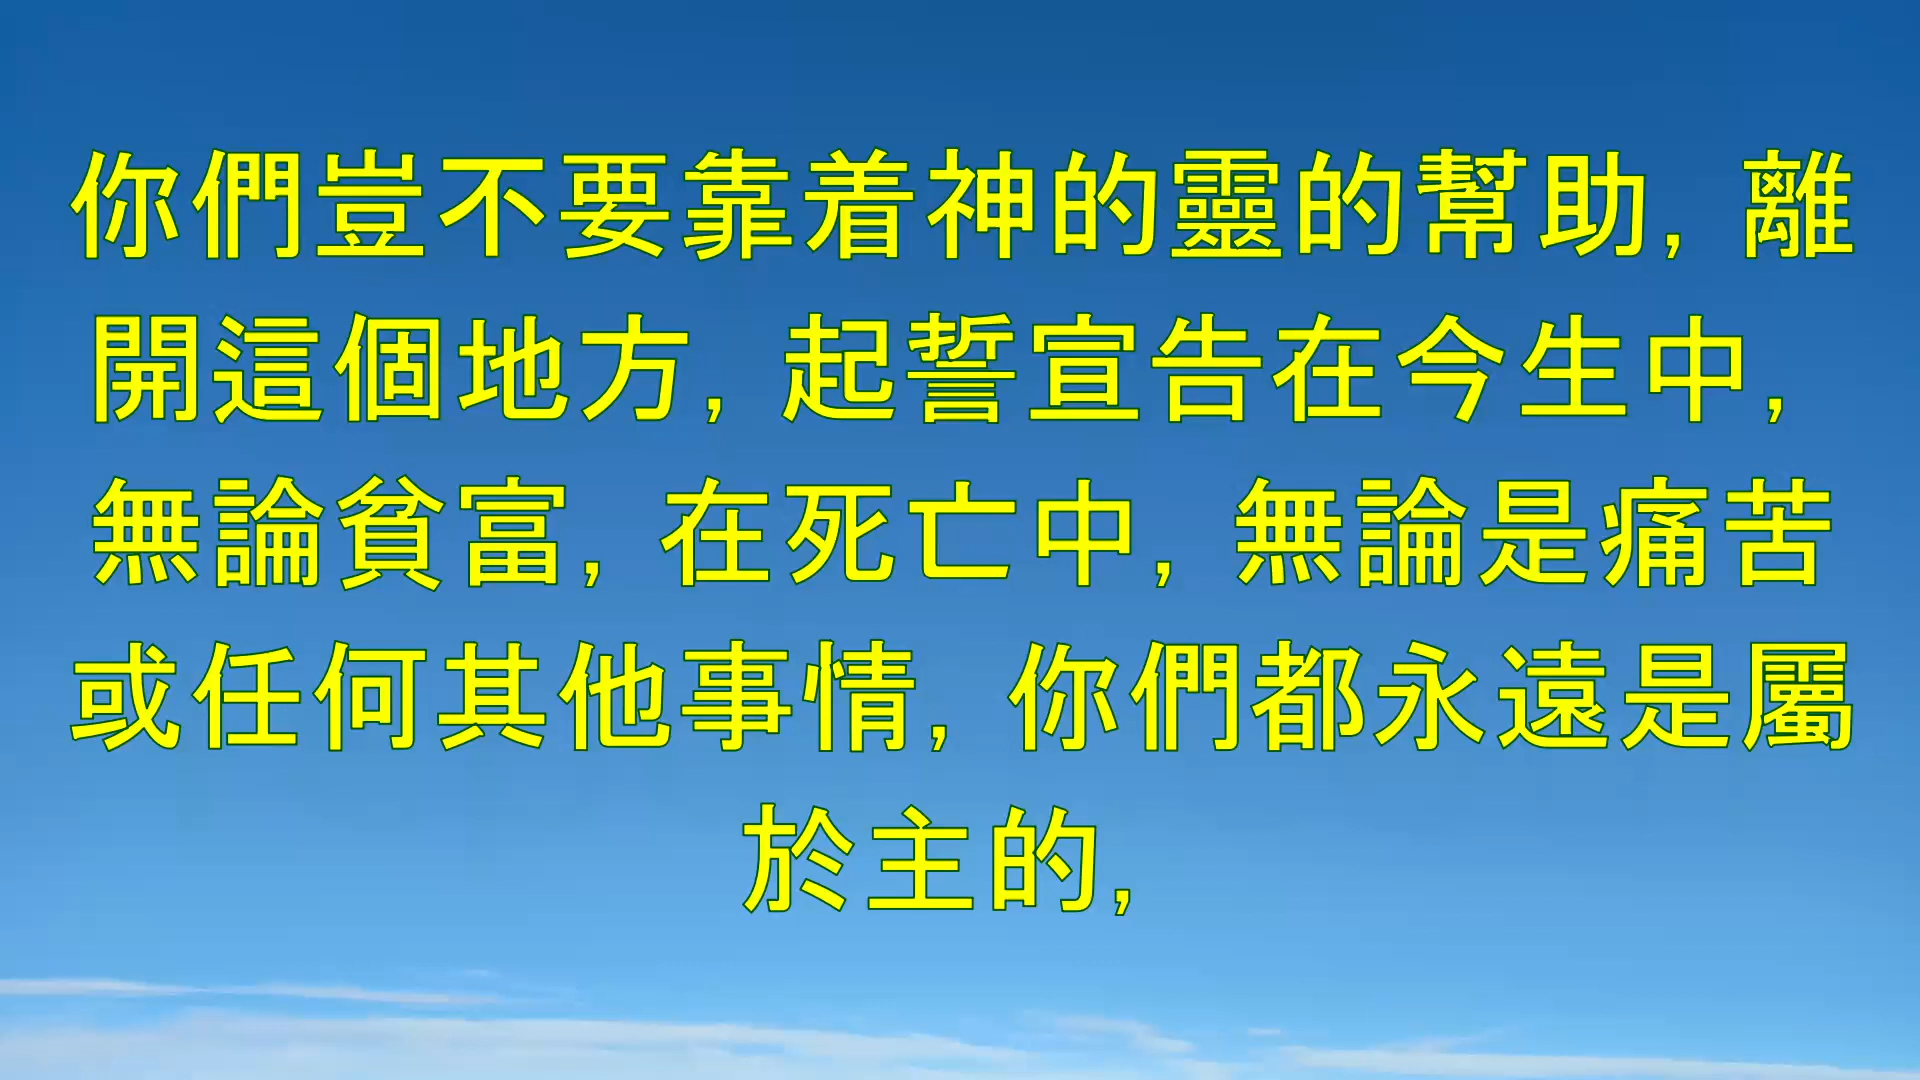 你們豈不要靠着神的靈的幫助, 離
開這個地方, 起誓宣告在今生中,
無論貧富, 在死亡中, 無論是痛苦
或任何其他事情, 你們都永遠是屬
於主的,